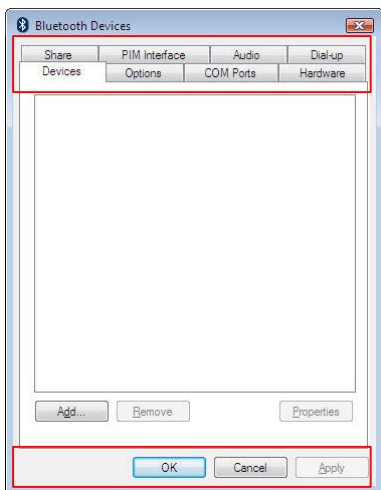 Bluetooth Devices
Share PIM Interface Audio Dial-up
Devices Options COM Ports Hardware
Add... Remove Properties
OK Cancel Apply